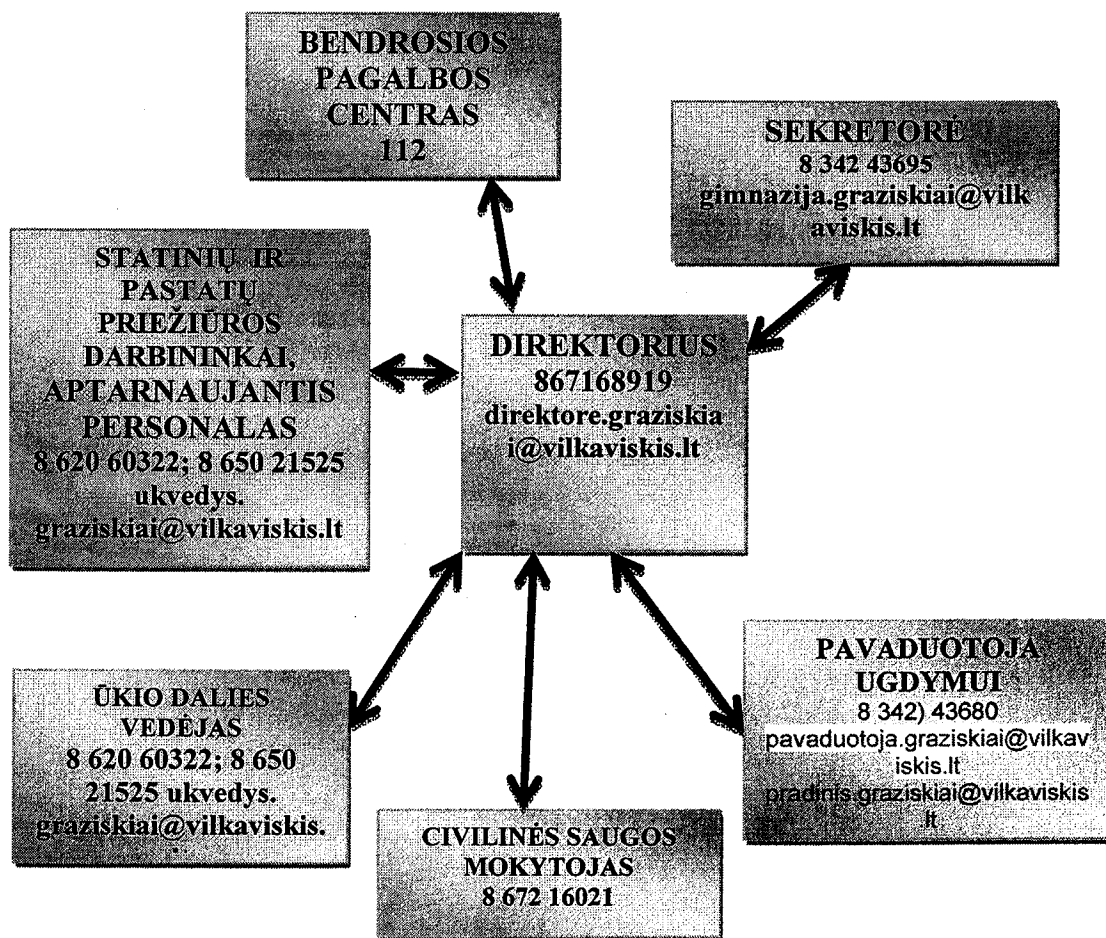 BENDROSIOS
PAGALBOS
CENTRAS
112
SEKRETORĖ
8 342 43695
gimnazija.graziskiai@vilk
aviskis.lt
STATINIŲ IR
PASTATŲ
PRIEŽIŪROS
DARBININKAI,
APTARNAUJANTIS
PERSONALAS
8 620 60322; 8 650 21525
ukvedys.
graziskiai@vilkaviskis.lt
DIREKTORIUS
867168919
direktore.graziskia
i@vilkaviskis.lt
ŪKIO DALIES
VEDĖJAS
8 620 60322; 8 650
21525 ukvedys.
graziskiai@vilkaviskis.
CIVILINĖS SAUGOS
MOKYTOJAS
8 672 16021
PAVADUOTOJA
UGDYMUI
8 342) 43680
pavaduotoja.graziskiai@vilkav
iskis.lt
pradinis.graziskiai@vilkaviskis
lt